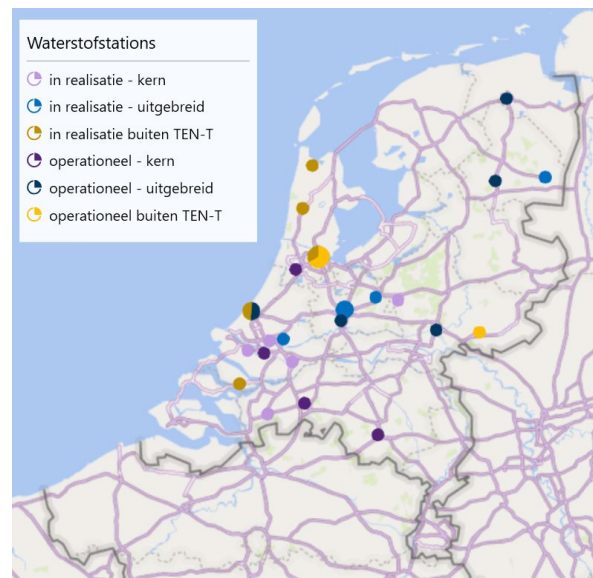 Waterstofstations
in realisatie - kern
in realisatie - uitgebreid
in realisatie buiten TEN-T
operationeel - kern
operationeel - uitgebreid
operationeel buiten TEN-T